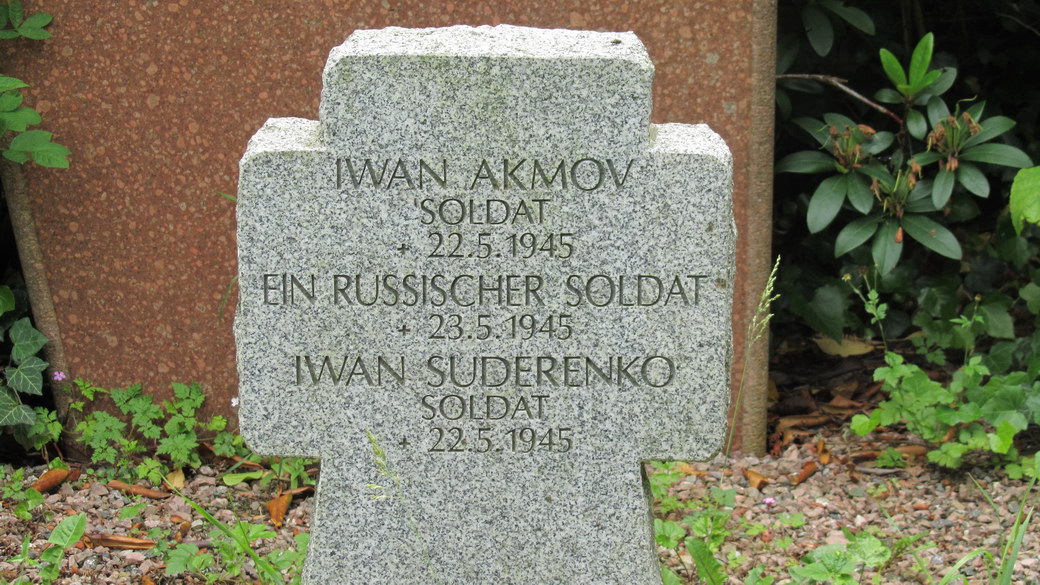 IWAN AKMOV
SOLDAT
+ 22.5.1945
EIN RUSSISCHER SOLDAT
+ 23.5.1945
IWAN SUDERENKO
SOLDAT
+ 22.5.1945